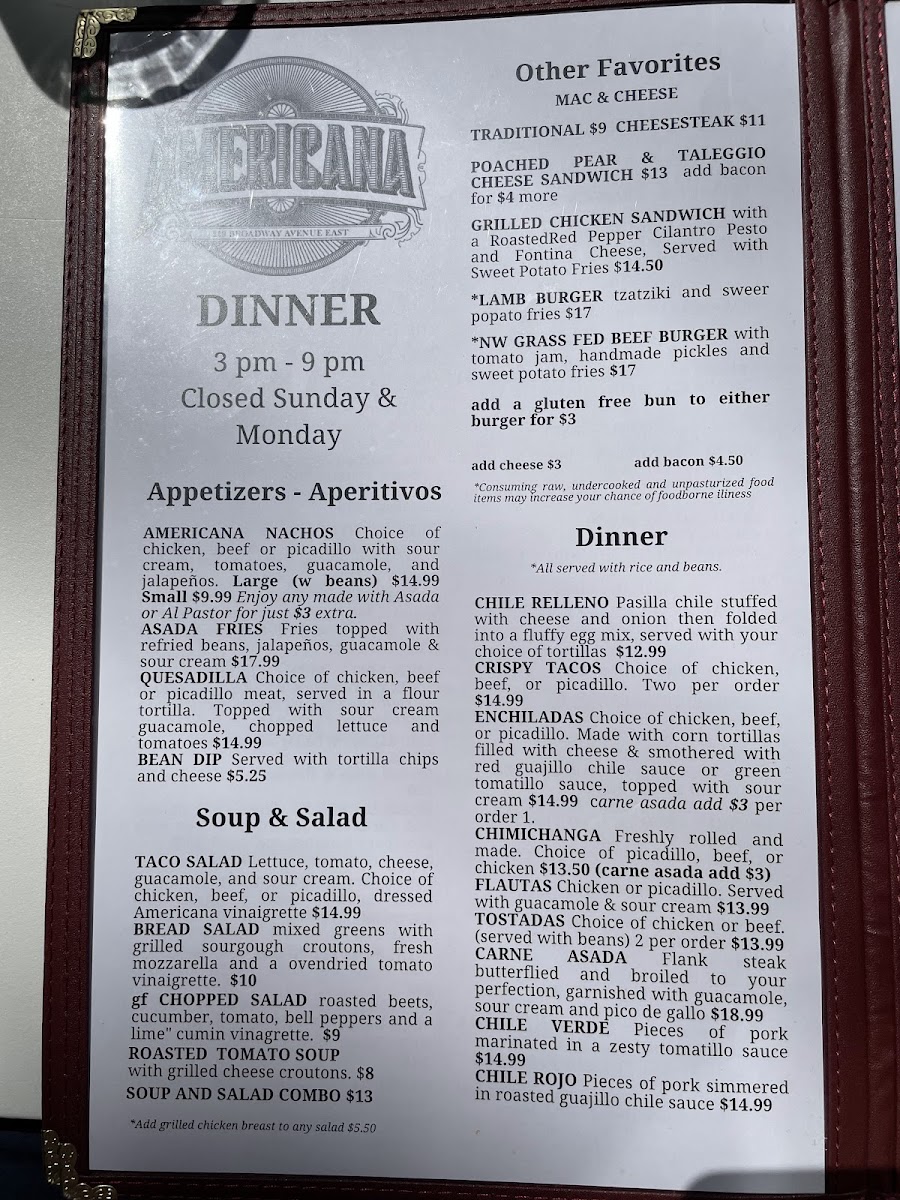 AMERICANA
219 BROADWAY AVENUE EAST
DINNER
3 pm - 9 pm
Closed Sunday &
Monday
Appetizers - Aperitivos
AMERICANA NACHOS Choice of
chicken, beef or picadillo with sour
cream, tomatoes, guacamole, and
jalapeños. Large (w beans) $14.99
Small $9.99 Enjoy any made with Asada
or Al Pastor for just $3 extra.
ASADA FRIES Fries topped with
refried beans, jalapeños, guacamole &
sour cream $17.99
QUESADILLA Choice of chicken, beef
or picadillo meat, served in a flour
tortilla. Topped with sour cream
guacamole, chopped lettuce and
tomatoes $14.99
BEAN DIP Served with tortilla chips
and cheese $5.25
Soup & Salad
TACO SALAD Lettuce, tomato, cheese,
guacamole, and sour cream. Choice of
chicken, beef, or picadillo, dressed
Americana vinaigrette $14.99
BREAD SALAD mixed greens with
grilled sourgough croutons, fresh
mozzarella and a ovendried tomato
vinaigrette. $10
gf CHOPPED SALAD roasted beets,
cucumber, tomato, bell peppers and a
lime" cumin vinagrette. $9
ROASTED TOMATO SOUP
with grilled cheese croutons. $8
SOUP AND SALAD COMBO $13
*Add grilled chicken breast to any salad $5.50
Other Favorites
MAC & CHEESE
TRADITIONAL $9 CHEESESTEAK $11
POACHED PEAR & TALEGGIO
CHEESE SANDWICH $13 add bacon
for $4 more
GRILLED CHICKEN SANDWICH with
a RoastedRed Pepper Cilantro Pesto
and Fontina Cheese, Served with
Sweet Potato Fries $14.50
*LAMB BURGER tzatziki and sweer
popato fries $17
*NW GRASS FED BEEF BURGER with
tomato jam, handmade pickles and
sweet potato fries $17
add a gluten free bun to either
burger for $3
add cheese $3 add bacon $4.50
*Consuming raw, undercooked and unpasturized food
items may increase your chance of foodborne iliness
Dinner
*All served with rice and beans.
CHILE RELLENO Pasilla chile stuffed
with cheese and onion then folded
into a fluffy egg mix, served with your
choice of tortillas $12.99
CRISPY TACOS Choice of chicken,
beef, or picadillo. Two per order
$14.99
ENCHILADAS Choice of chicken, beef,
or picadillo. Made with corn tortillas
filled with cheese & smothered with
red guajillo chile sauce or green
tomatillo sauce, topped with sour
cream $14.99 carne asada add $3 per
order 1.
CHIMICHANGA Freshly rolled and
made. Choice of picadillo, beef, or
chicken $13.50 (carne asada add $3)
FLAUTAS Chicken or picadillo. Served
with guacamole & sour cream $13.99
TOSTADAS Choice of chicken or beef.
(served with beans) 2 per order $13.99
CARNE ASADA Flank steak
butterflied and broiled to your
perfection, garnished with guacamole,
sour cream and pico de gallo $18.99
CHILE VERDE Pieces of pork
marinated in a zesty tomatillo sauce
$14.99
CHILE ROJO Pieces of pork simmered
in roasted guajillo chile sauce $14.99